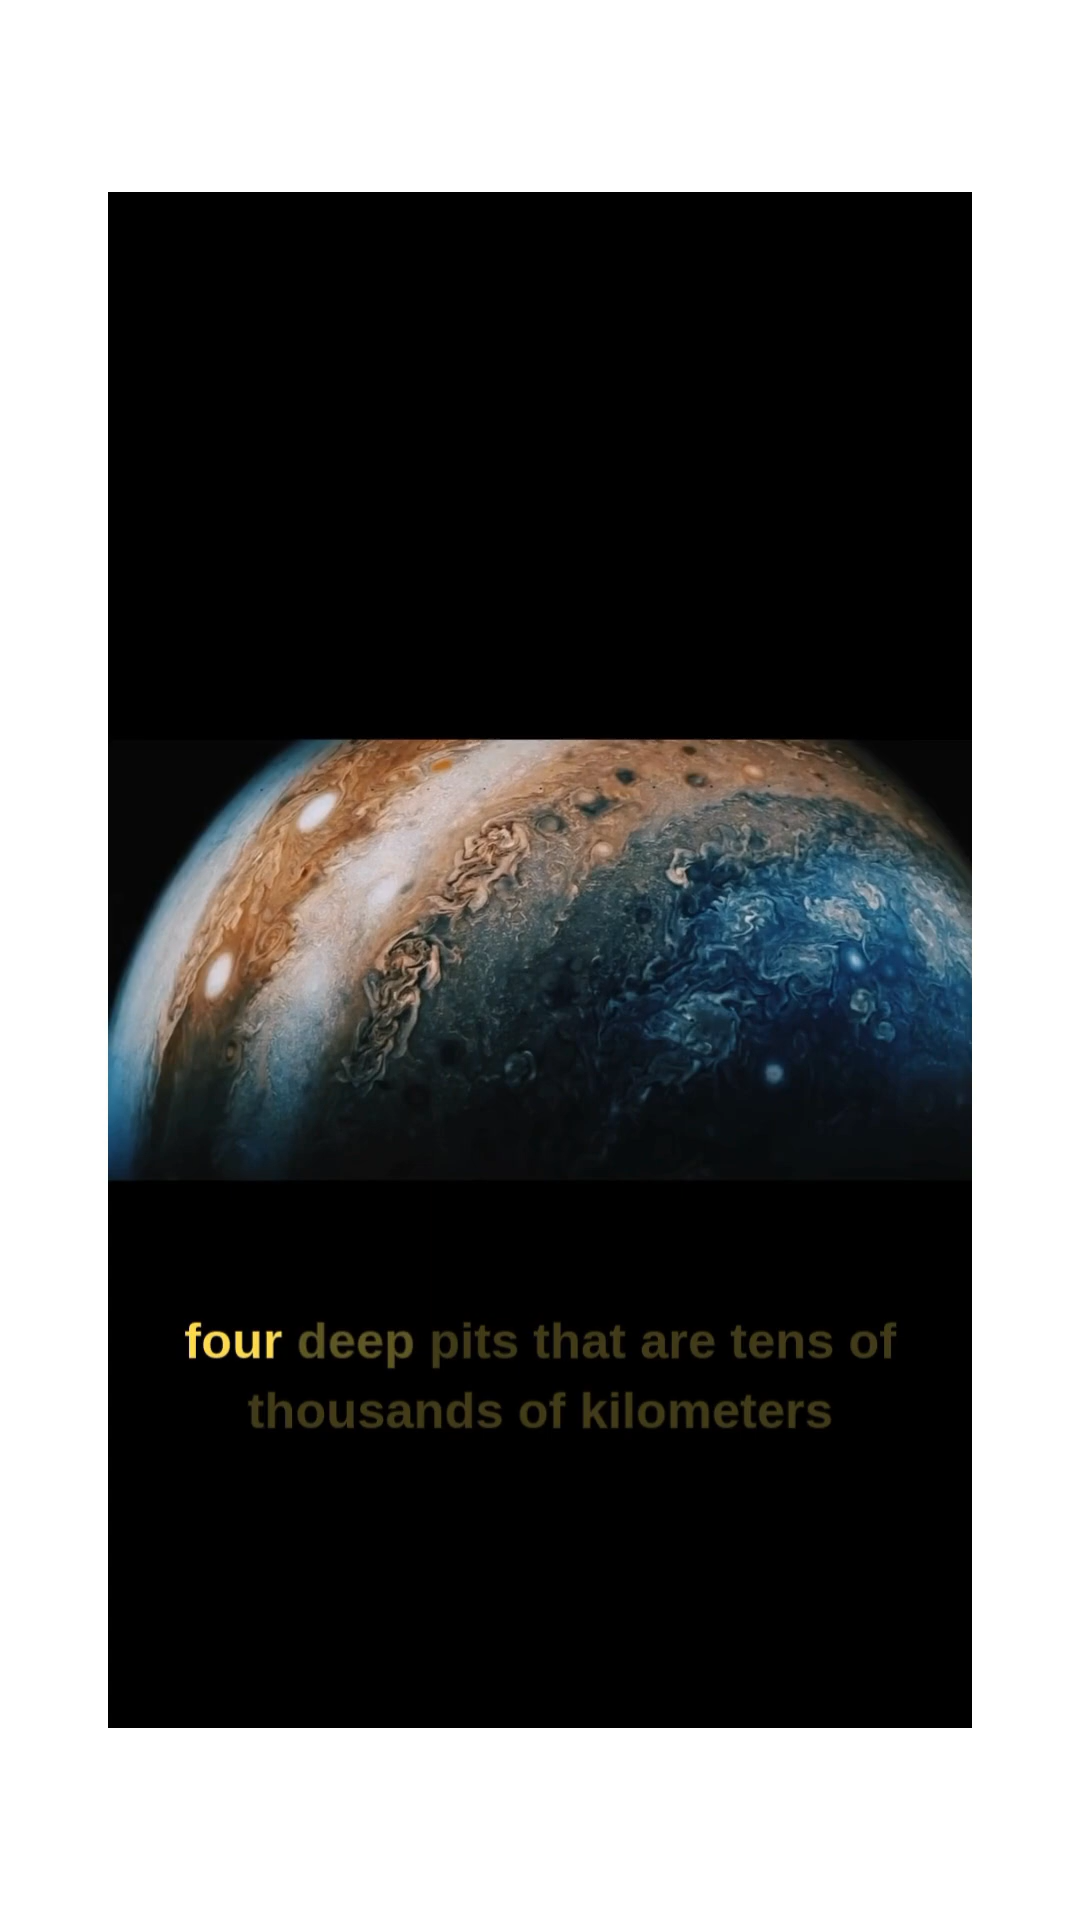 four deep pits that are tens of
thousands of kilometers